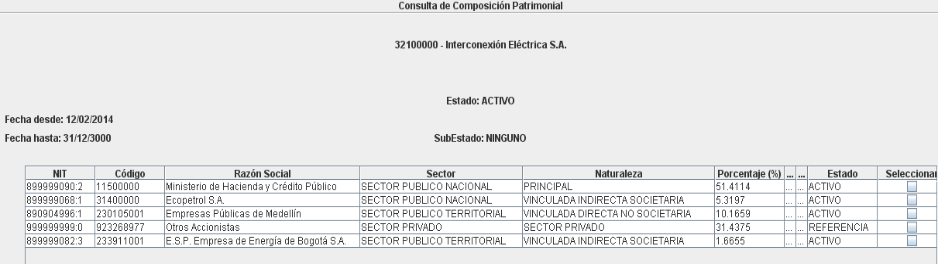 Consulta de Composición Patrimonial
32100000 - Interconexión Eléctrica S.A.
Estado: ACTIVO
Fecha desde: 12/02/2014
Fecha hasta: 31/12/3000 SubEstado: NINGUNO
NIT Código Razón Social Sector Naturaleza Porcentaje (%) ... ... Estado Seleccionar
899999090:2 11500000 Ministerio de Hacienda y Crédito Público SECTOR PUBLICO NACIONAL PRINCIPAL 51.4114 ... ... ACTIVO
899999068:1 31400000 Ecopetrol S.A. SECTOR PUBLICO NACIONAL VINCULADA INDIRECTA SOCIETARIA 5.3197 ... ... ACTIVO
890904996:1 230105001 Empresas Públicas de Medellín SECTOR PUBLICO TERRITORIAL VINCULADA DIRECTA NO SOCIETARIA 10.1659 ... ... ACTIVO
999999999:0 923268977 Otros Accionistas SECTOR PRIVADO SECTOR PRIVADO 31.4375 ... ... REFERENCIA
899999082:3 233911001 E.S.P. Empresa de Energía de Bogotá S.A. SECTOR PUBLICO TERRITORIAL VINCULADA INDIRECTA SOCIETARIA 1.6655 ... ... ACTIVO